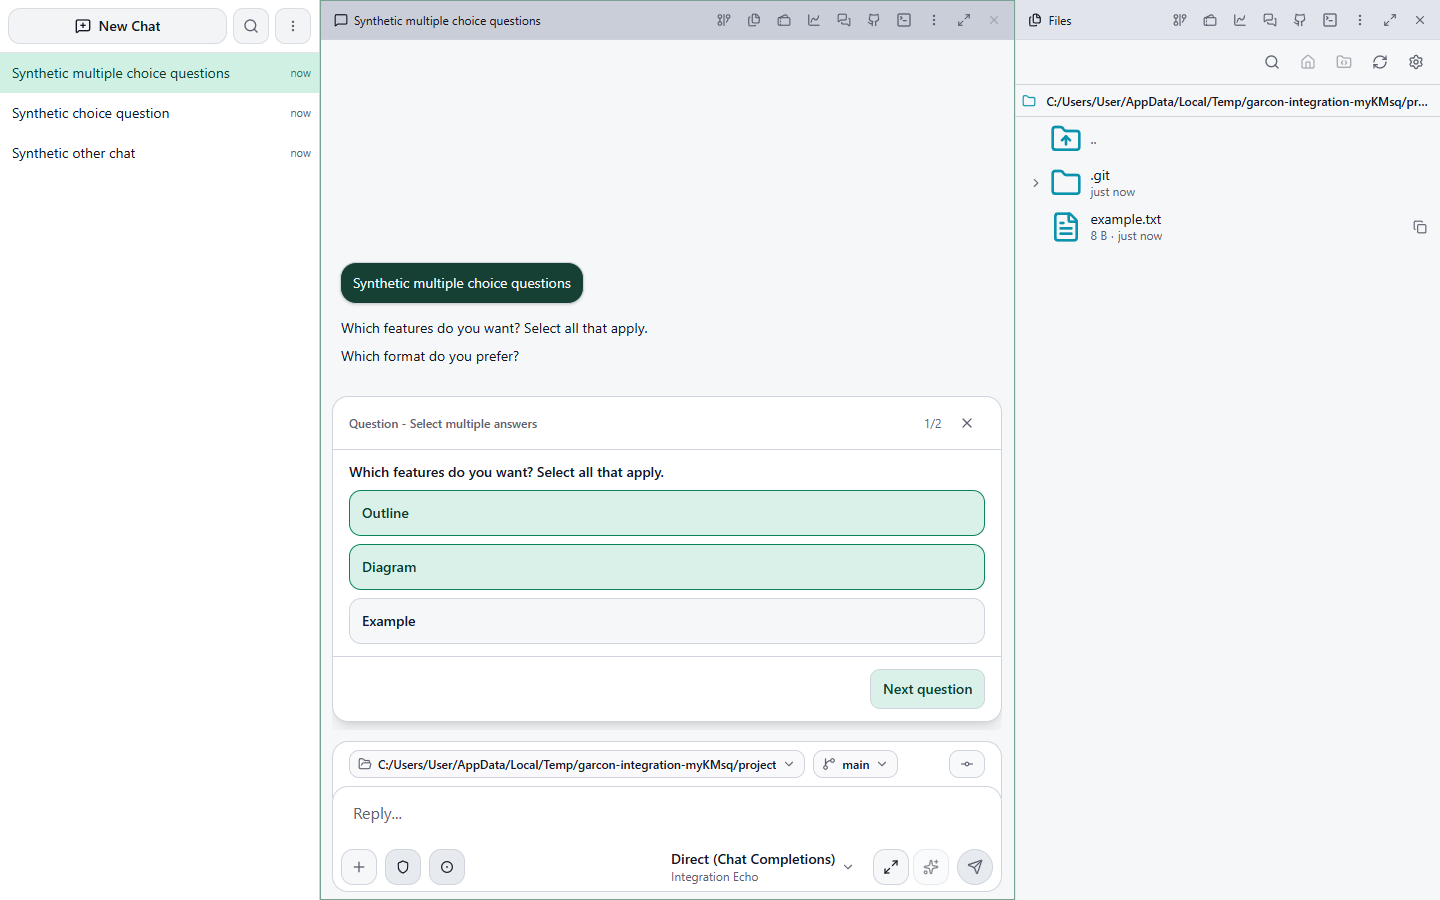 New Chat
Synthetic multiple choice questions
now
Synthetic choice question
now
Synthetic other chat
now
Synthetic multiple choice questions
Synthetic multiple choice questions
Which features do you want? Select all that apply.
Which format do you prefer?
Question - Select multiple answers
1/2
Which features do you want? Select all that apply.
Outline
Diagram
Example
Next question
C:/Users/User/AppData/Local/Temp/garcon-integration-myKMsq/project
main
Reply...
Direct (Chat Completions)
Integration Echo
Files
C:/Users/User/AppData/Local/Temp/garcon-integration-myKMsq/pr...
..
.git
just now
example.txt
8 B · just now